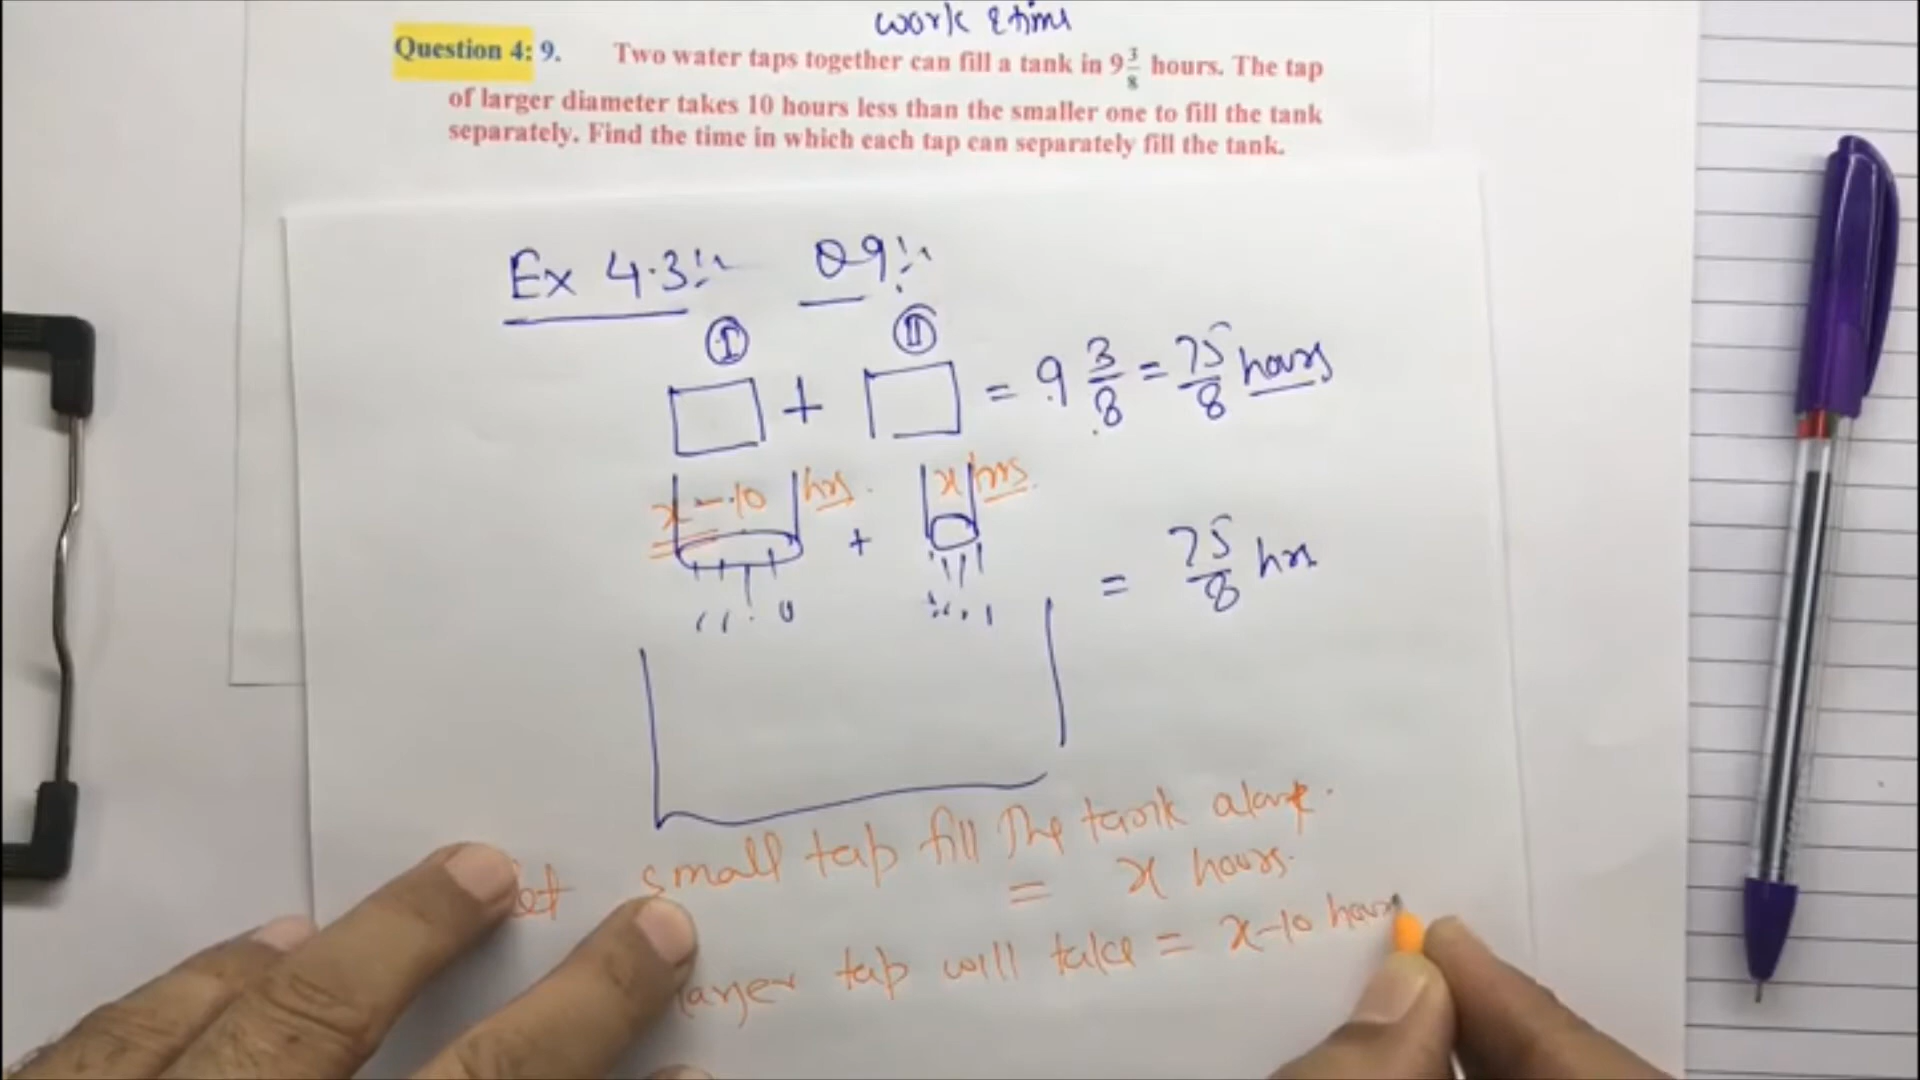 work & time
Question 4: 9. Two water taps together can fill a tank in 9 3/8 hours. The tap
of larger diameter takes 10 hours less than the smaller one to fill the tank
separately. Find the time in which each tap can separately fill the tank.
Ex 4.3:- Q9:-
I II
+ = 9 3/8 = 75/8 hours
x-10 hrs. x hrs.
+ = 75/8 hrs
small tap fill the tank alone.
= x hours.
larger tap will take = x-10 hours